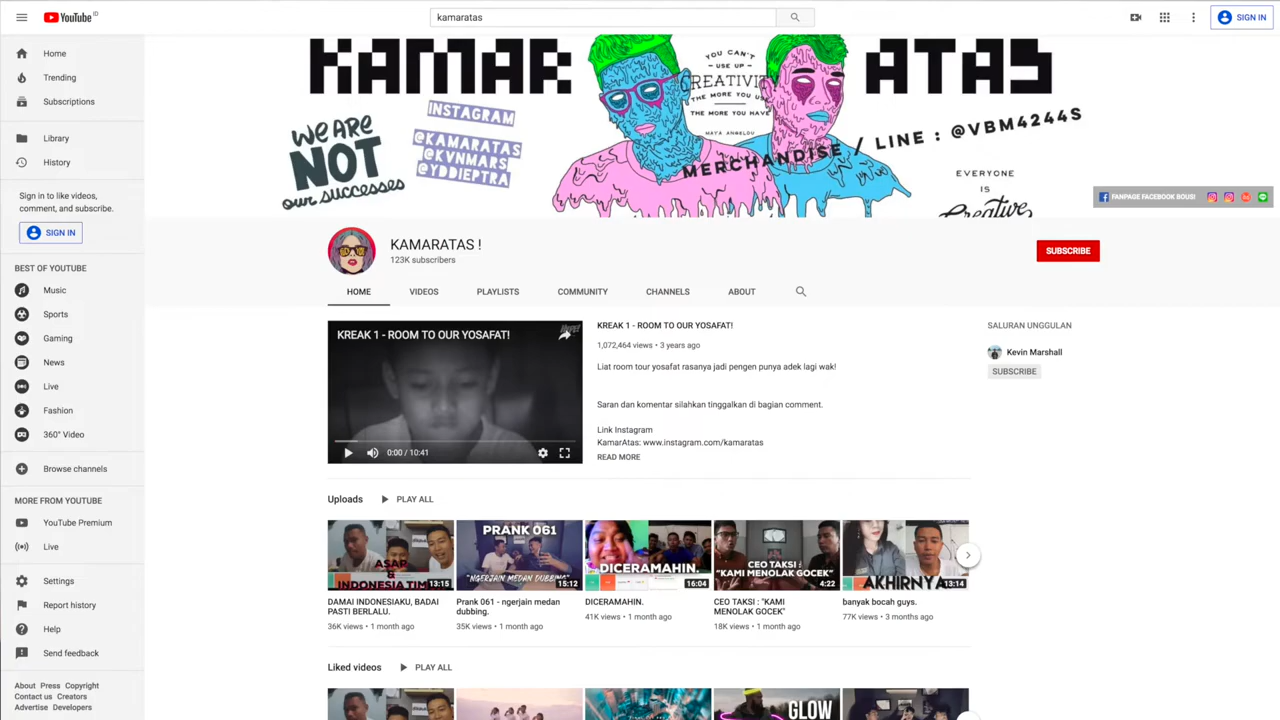 YouTube ID
kamaratas
SIGN IN
Home
Trending
Subscriptions
Library
History
Sign in to like videos,
comment, and subscribe.
SIGN IN
BEST OF YOUTUBE
Music
Sports
Gaming
News
Live
Fashion
360° Video
Browse channels
MORE FROM YOUTUBE
YouTube Premium
Live
Settings
Report history
Help
Send feedback
About Press Copyright
Contact us Creators
Advertise Developers
KAMAR ATAS
WE ARE
NOT
our successes
INSTAGRAM
@KAMARATAS
@KVNMARS
@YDDIEPTRA
YOU CAN'T
USE UP
CREATIVITY
THE MORE YOU USE
THE MORE YOU HAVE
MAYA ANGELOU
MERCHANDISE / LINE : @VBM4244S
EVERYONE
IS
Creative
FANPAGE FACEBOOK BOUS!
KAMARATAS !
123K subscribers
SUBSCRIBE
HOME VIDEOS PLAYLISTS COMMUNITY CHANNELS ABOUT
KREAK 1 - ROOM TO OUR YOSAFAT!
0:00 / 10:41
KREAK 1 - ROOM TO OUR YOSAFAT!
1,072,464 views • 3 years ago
Liat room tour yosafat rasanya jadi pengen punya adek lagi wak!
Saran dan komentar silahkan tinggalkan di bagian comment.
Link Instagram
KamarAtas: www.instagram.com/kamaratas
READ MORE
SALURAN UNGGULAN
Kevin Marshall
SUBSCRIBE
Uploads PLAY ALL
ASAP
&
INDONESIA TIM
13:15
DAMAI INDONESIAKU, BADAI
PASTI BERLALU.
36K views • 1 month ago
PRANK 061
"NGERJAIN MEDAN DUBBING"
15:12
Prank 061 - ngerjain medan
dubbing.
35K views • 1 month ago
DICERAMAHIN.
16:04
DICERAMAHIN.
41K views • 1 month ago
CEO TAKSI :
"KAMI MENOLAK GOCEK"
4:22
CEO TAKSI : "KAMI
MENOLAK GOCEK"
18K views • 1 month ago
AKHIRNYA
13:14
banyak bocah guys.
77K views • 3 months ago
Liked videos PLAY ALL
GLOW